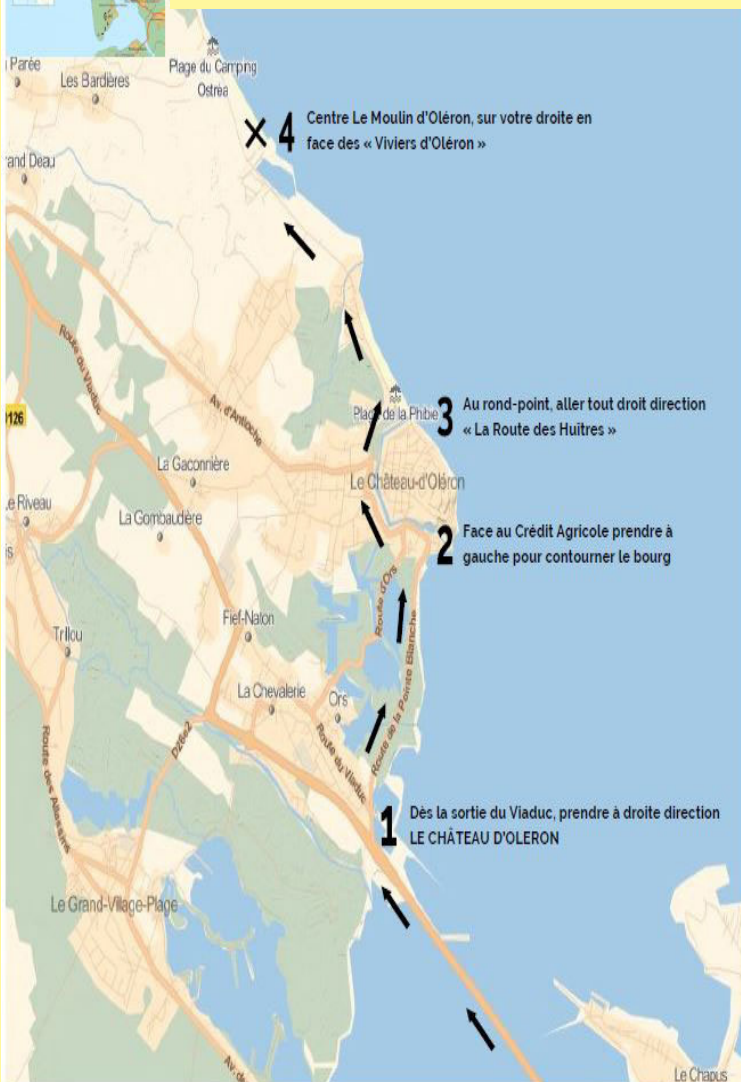 Parée
Les Bardières
Plage du Camping
Ostréa
4 Centre Le Moulin d'Oléron, sur votre droite en
face des « Viviers d'Oléron »
rand Deau
Route du Viaduc
Av. d'Antioche
Plage de la Phibie
3 Au rond-point, aller tout droit direction
« La Route des Huîtres »
D126
La Gaconnière
Le Château-d'Oléron
Le Riveau
La Gombaudière
2 Face au Crédit Agricole prendre à
gauche pour contourner le bourg
Route d'Ors
Fief-Naton
Trillou
Route de la Pointe Blanche
La Chevalerie
Ors
D26e2
Route du Viaduc
Route des Allassins
1 Dès la sortie du Viaduc, prendre à droite direction
LE CHÂTEAU D'OLERON
Le Grand-Village-Plage
Av. de
Le Chapus